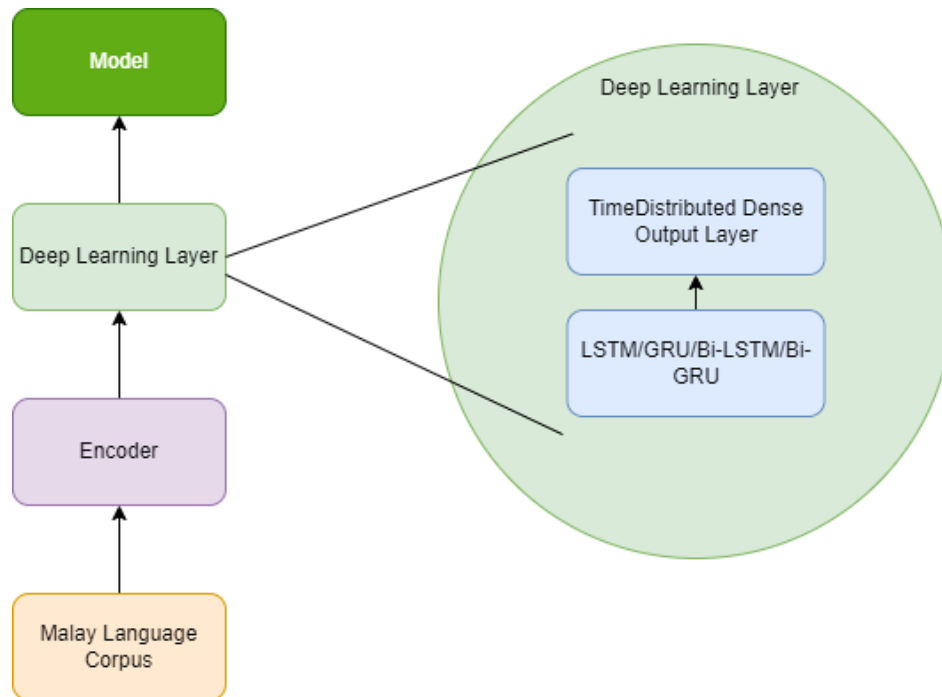 Model
Deep Learning Layer
Encoder
Malay Language
Corpus
Deep Learning Layer
TimeDistributed Dense
Output Layer
LSTM/GRU/Bi-LSTM/Bi-
GRU